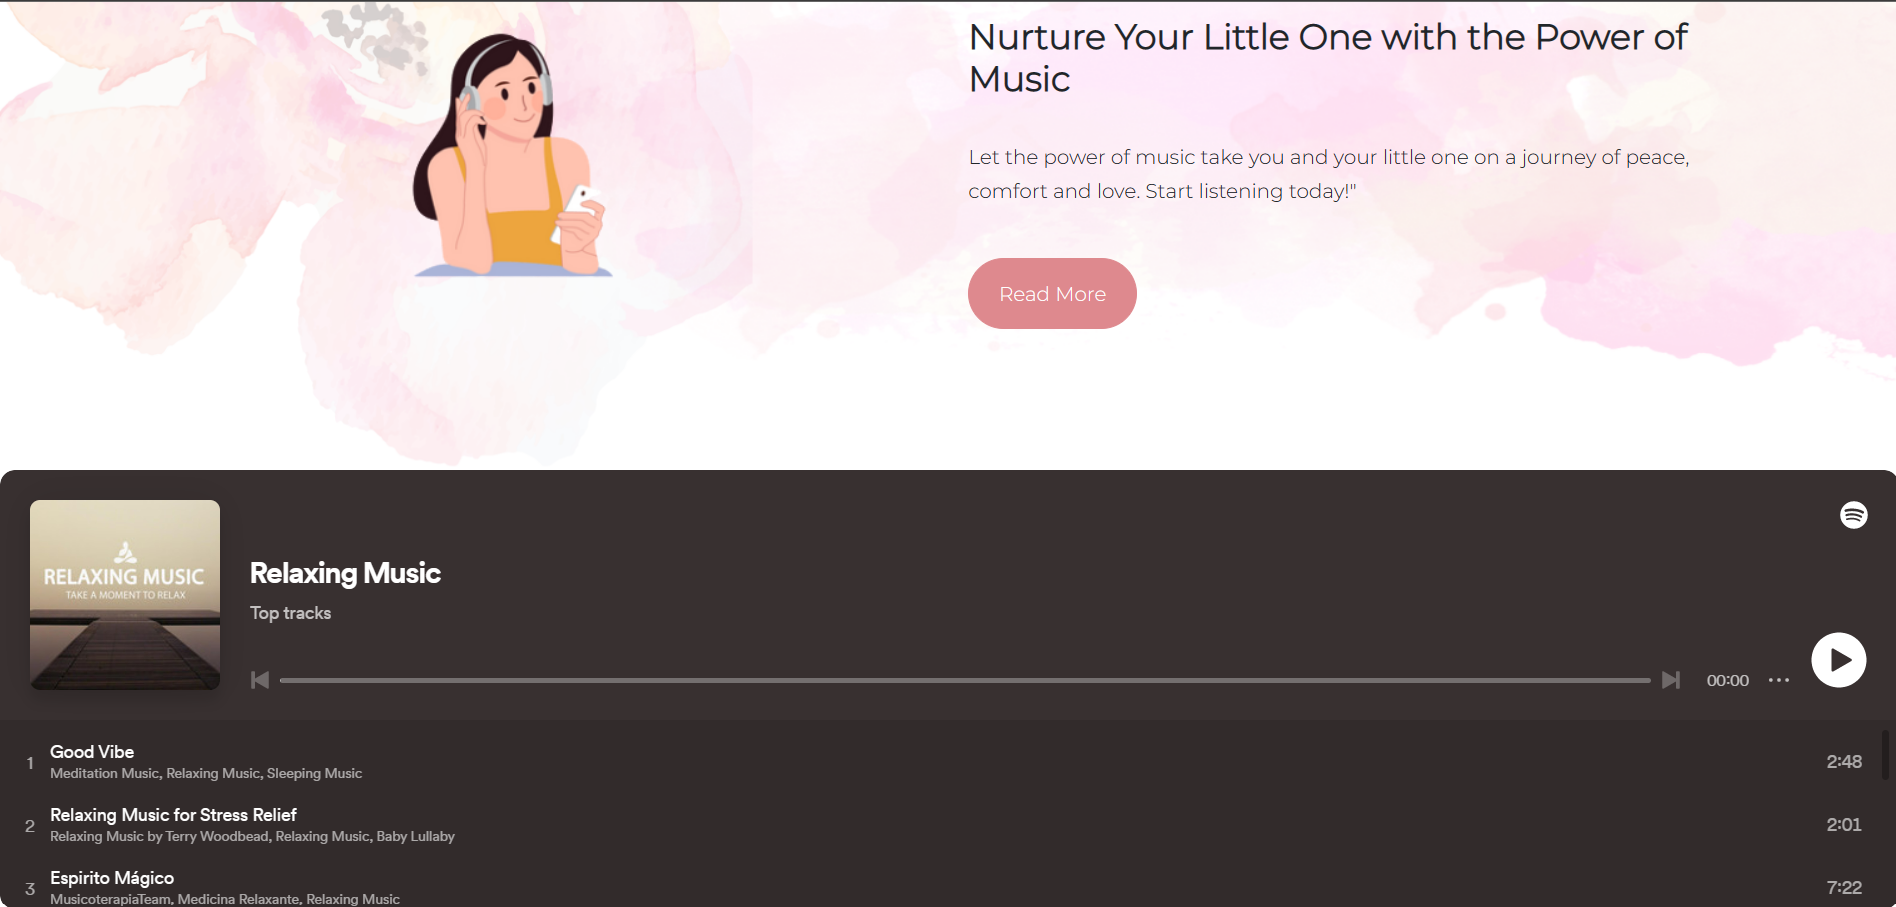 Nurture Your Little One with the Power of
Music
Let the power of music take you and your little one on a journey of peace,
comfort and love. Start listening today!"
Read More
RELAXING MUSIC
TAKE A MOMENT TO RELAX
Relaxing Music
Top tracks
00:00
1
Good Vibe
Meditation Music, Relaxing Music, Sleeping Music
2:48
2
Relaxing Music for Stress Relief
Relaxing Music by Terry Woodbead, Relaxing Music, Baby Lullaby
2:01
3
Espirito Mágico
MusicoterapiaTeam, Medicina Relaxante, Relaxing Music
7:22